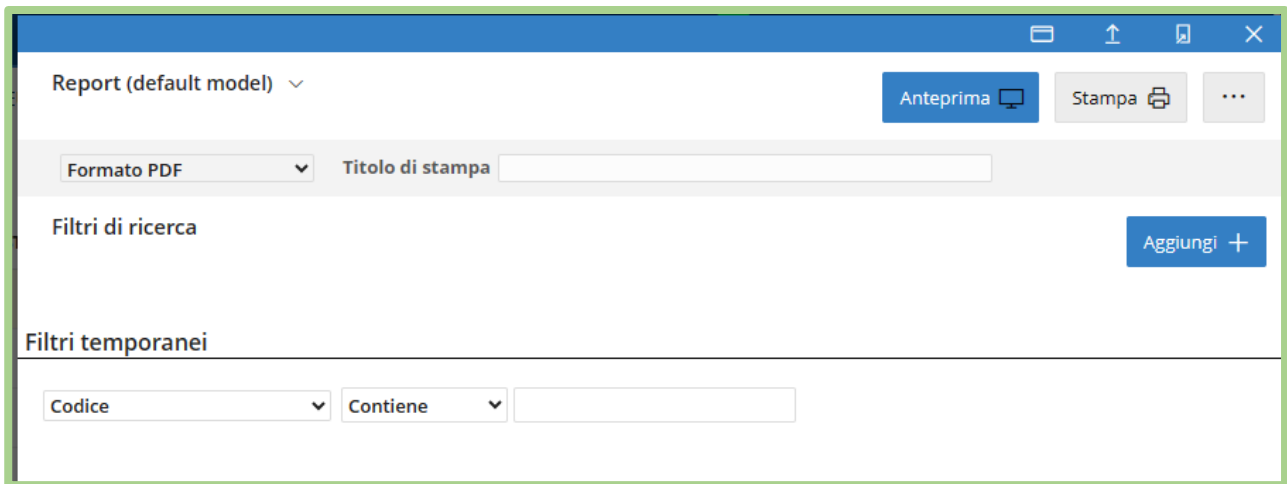 Report (default model)
Anteprima
Stampa
...
Formato PDF
Titolo di stampa
Filtri di ricerca
Aggiungi +
Filtri temporanei
Codice
Contiene